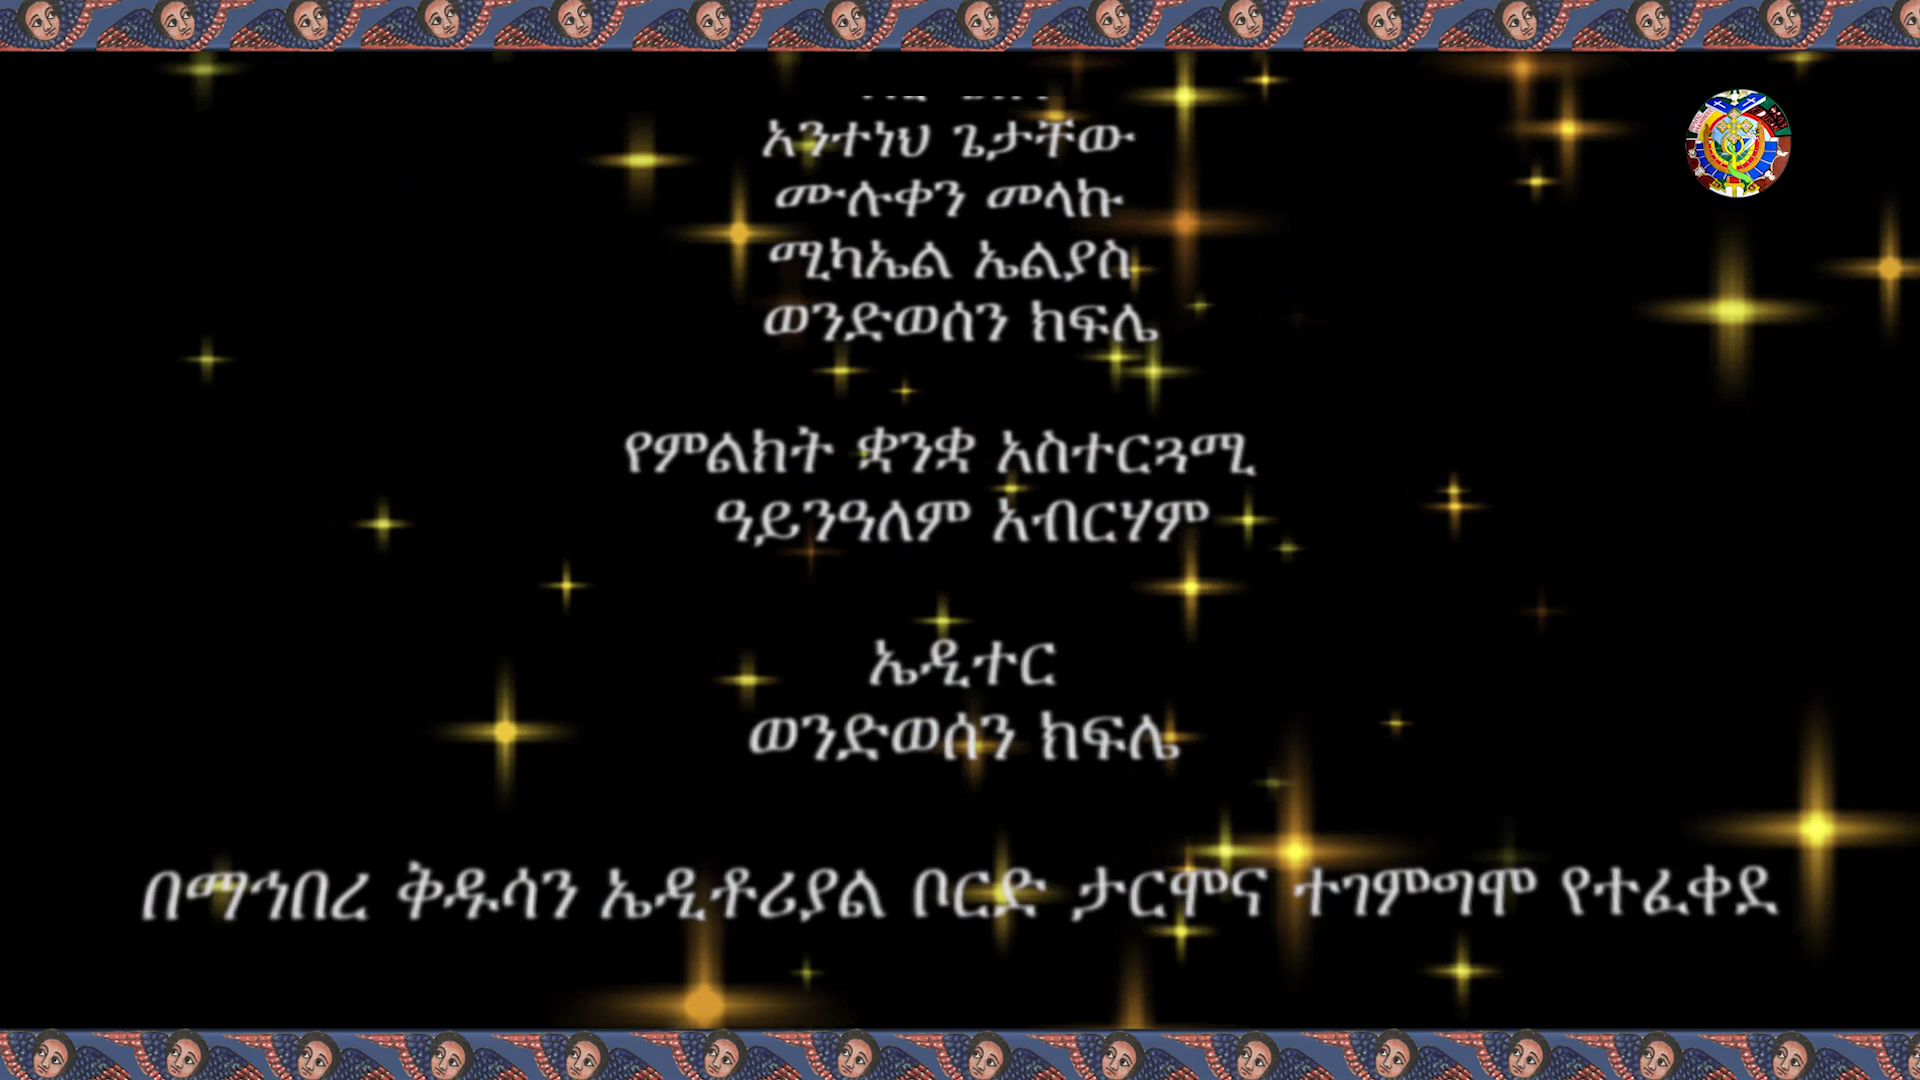 አንተነህ ጌታቸው
ሙሉቀን መላኩ
ሚካኤል ኤልያስ
ወንድወሰን ክፍሌ
የምልክት ቋንቋ አስተርጓሚ
ዓይንዓለም አብርሃም
ኤዲተር
ወንድወሰን ክፍሌ
በማኅበረ ቅዱሳን ኤዲቶሪያል ቦርድ ታርሞና ተገምግሞ የተፈቀደ